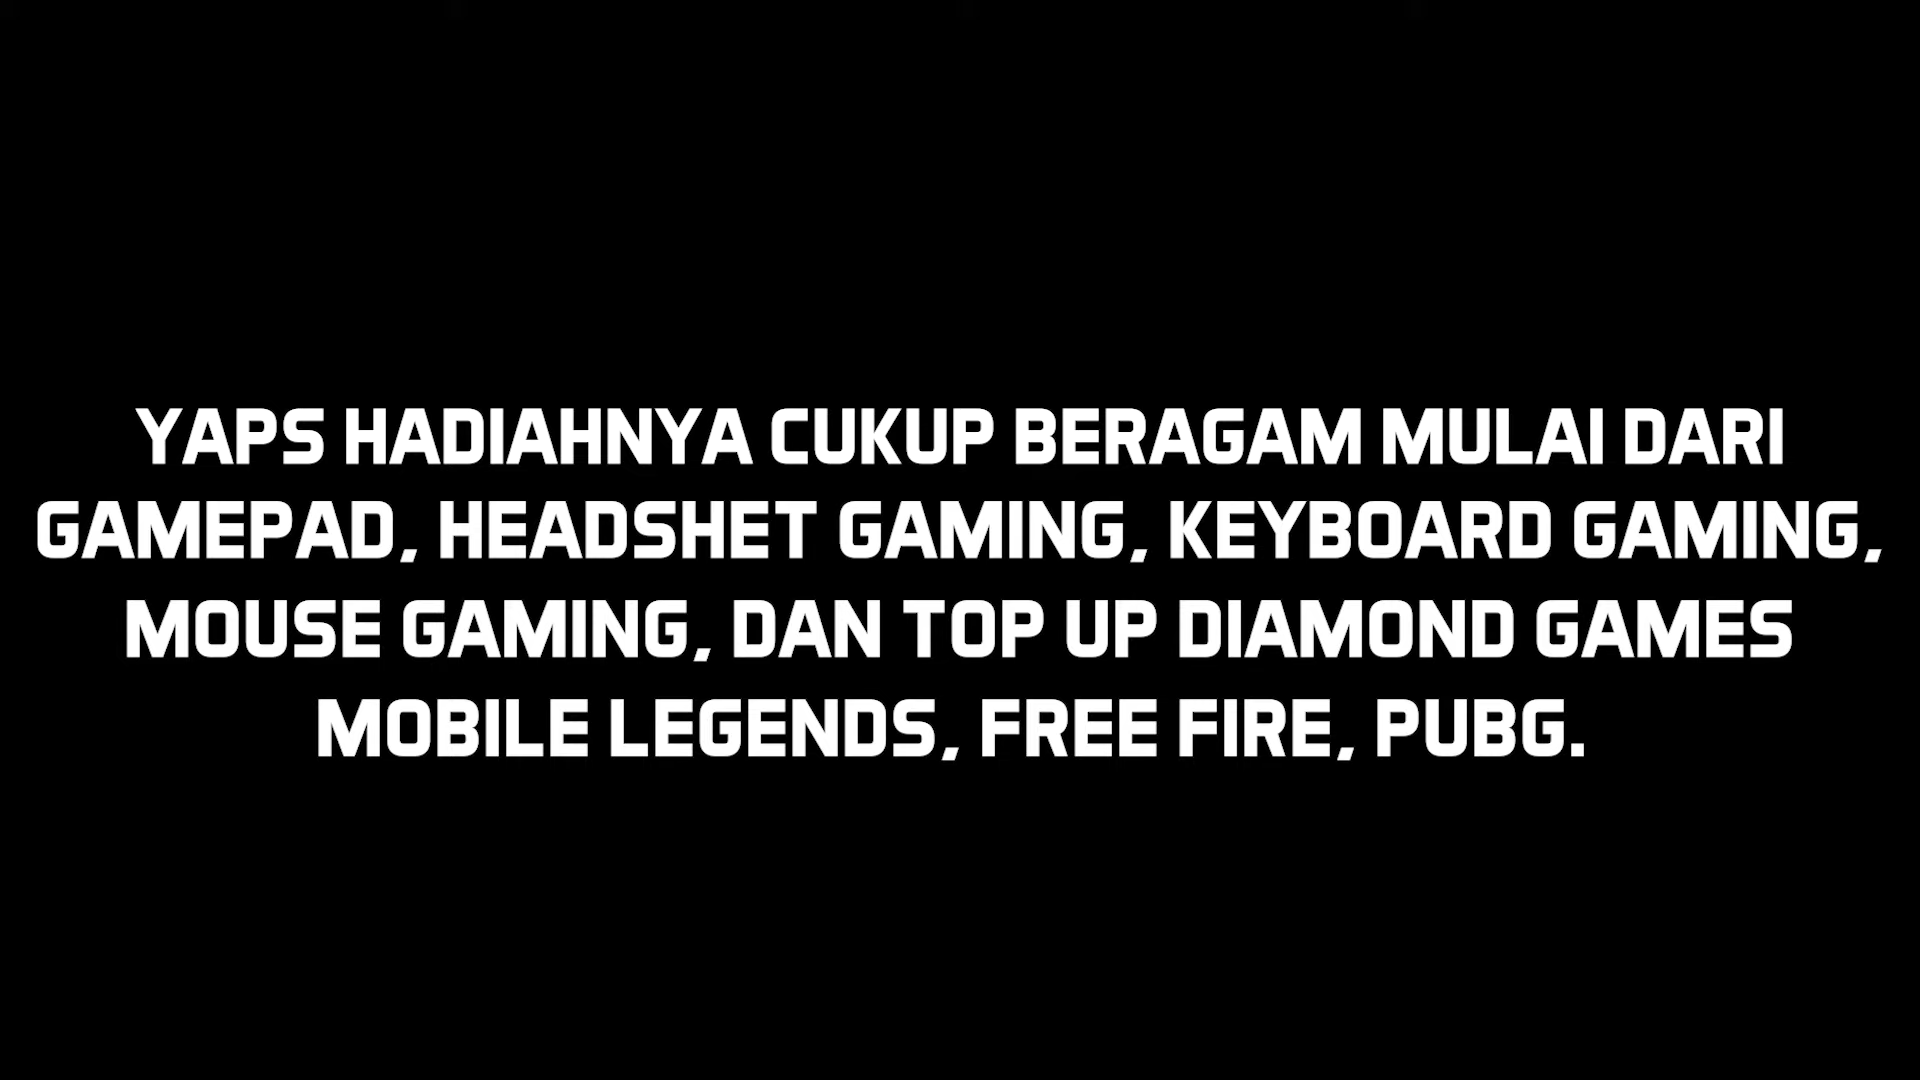 YAPS HADIAHNYA CUKUP BERAGAM MULAI DARI
GAMEPAD, HEADSHET GAMING, KEYBOARD GAMING,
MOUSE GAMING, DAN TOP UP DIAMOND GAMES
MOBILE LEGENDS, FREE FIRE, PUBG.